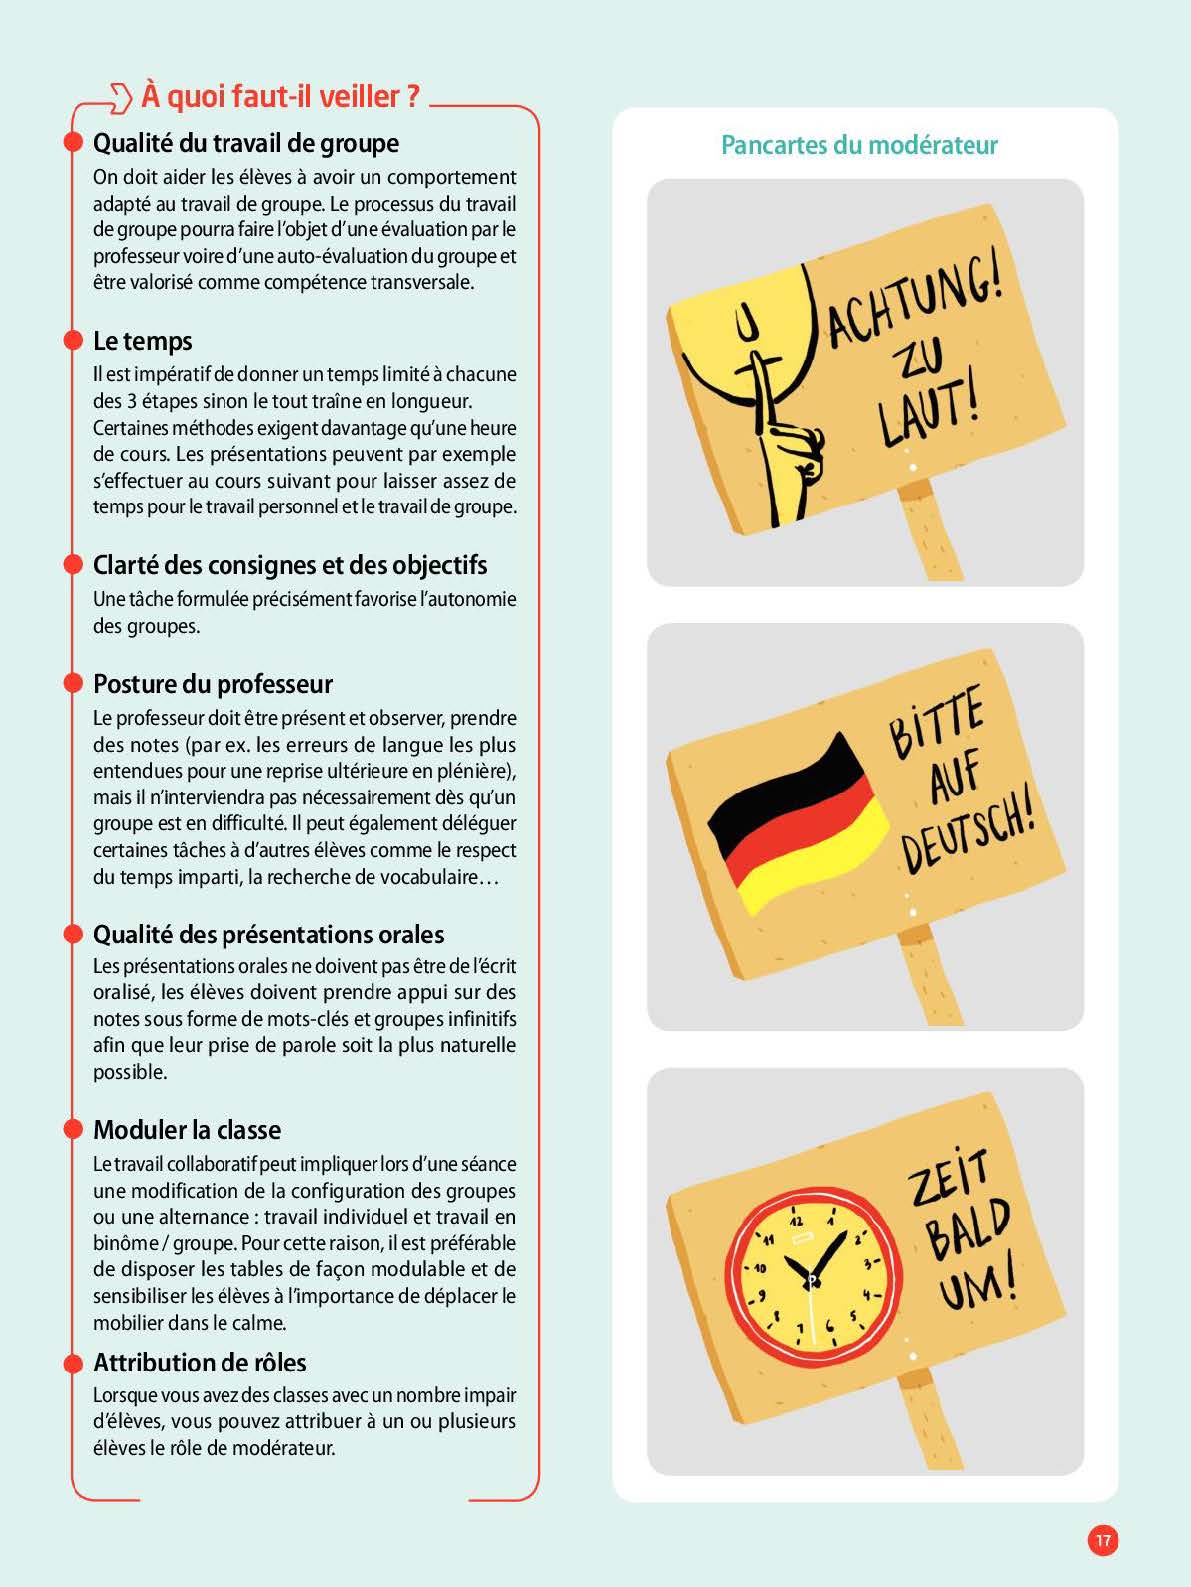 À quoi faut-il veiller ?
Qualité du travail de groupe
On doit aider les élèves à avoir un comportement
adapté au travail de groupe. Le processus du travail
de groupe pourra faire l'objet d'une évaluation par le
professeur voire d'une auto-évaluation du groupe et
être valorisé comme compétence transversale.
Le temps
Il est impératif de donner un temps limité à chacune
des 3 étapes sinon le tout traîne en longueur.
Certaines méthodes exigent davantage qu'une heure
de cours. Les présentations peuvent par exemple
s'effectuer au cours suivant pour laisser assez de
temps pour le travail personnel et le travail de groupe.
Clarté des consignes et des objectifs
Une tâche formulée précisément favorise l'autonomie
des groupes.
Posture du professeur
Le professeur doit être présent et observer, prendre
des notes (par ex. les erreurs de langue les plus
entendues pour une reprise ultérieure en plénière),
mais il n'interviendra pas nécessairement dès qu'un
groupe est en difficulté. Il peut également déléguer
certaines tâches à d'autres élèves comme le respect
du temps imparti, la recherche de vocabulaire…
Qualité des présentations orales
Les présentations orales ne doivent pas être de l'écrit
oralisé, les élèves doivent prendre appui sur des
notes sous forme de mots-clés et groupes infinitifs
afin que leur prise de parole soit la plus naturelle
possible.
Moduler la classe
Le travail collaboratif peut impliquer lors d'une séance
une modification de la configuration des groupes
ou une alternance : travail individuel et travail en
binôme / groupe. Pour cette raison, il est préférable
de disposer les tables de façon modulable et de
sensibiliser les élèves à l'importance de déplacer le
mobilier dans le calme.
Attribution de rôles
Lorsque vous avez des classes avec un nombre impair
d'élèves, vous pouvez attribuer à un ou plusieurs
élèves le rôle de modérateur.
Pancartes du modérateur
ACHTUNG!
ZU
LAUT!
BITTE
AUF
DEUTSCH!
ZEIT
BALD
UM!
12
1
2
3
4
5
6
7
8
9
10
11
17